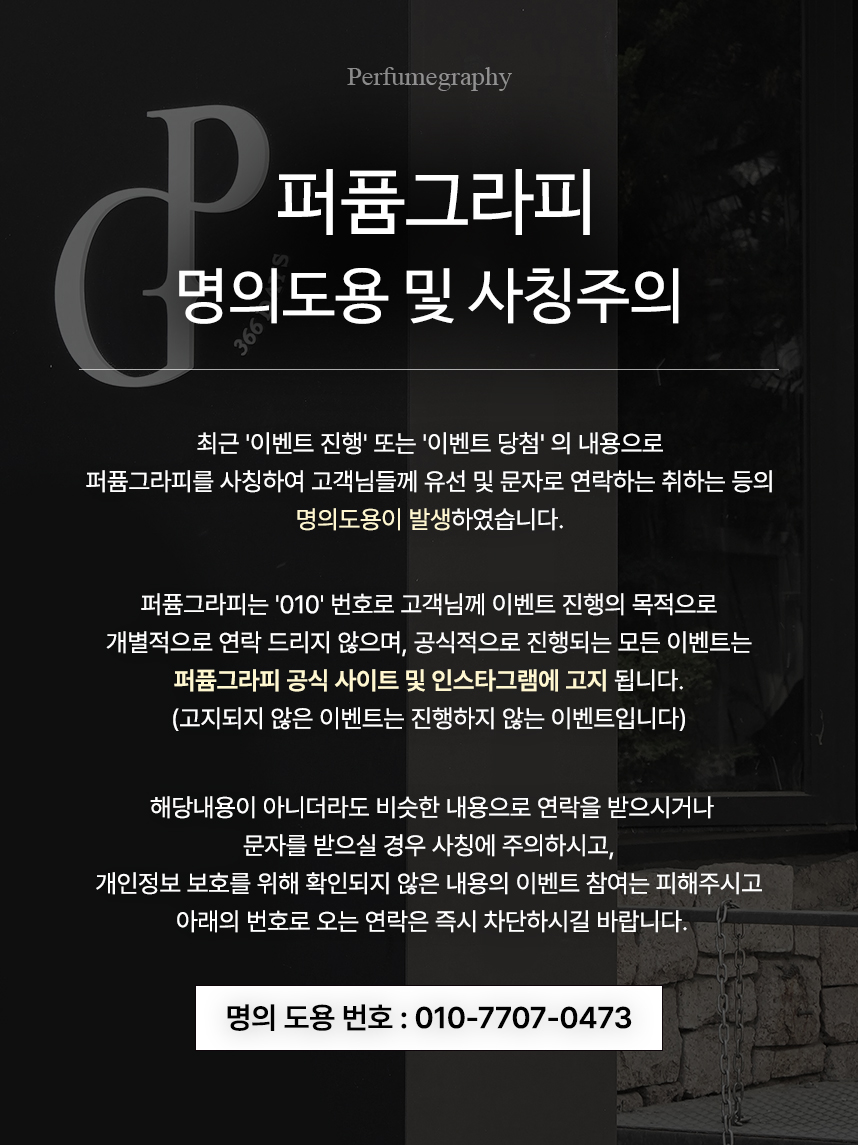 Perfumegraphy
퍼퓸그라피
명의도용 및 사칭주의
최근 '이벤트 진행' 또는 '이벤트 당첨' 의 내용으로
퍼퓸그라피를 사칭하여 고객님들께 유선 및 문자로 연락하는 취하는 등의
명의도용이 발생하였습니다.
퍼퓸그라피는 '010' 번호로 고객님께 이벤트 진행의 목적으로
개별적으로 연락 드리지 않으며, 공식적으로 진행되는 모든 이벤트는
퍼퓸그라피 공식 사이트 및 인스타그램에 고지 됩니다.
(고지되지 않은 이벤트는 진행하지 않는 이벤트입니다)
해당내용이 아니더라도 비슷한 내용으로 연락을 받으시거나
문자를 받으실 경우 사칭에 주의하시고,
개인정보 보호를 위해 확인되지 않은 내용의 이벤트 참여는 피해주시고
아래의 번호로 오는 연락은 즉시 차단하시길 바랍니다.
명의 도용 번호 : 010-7707-0473